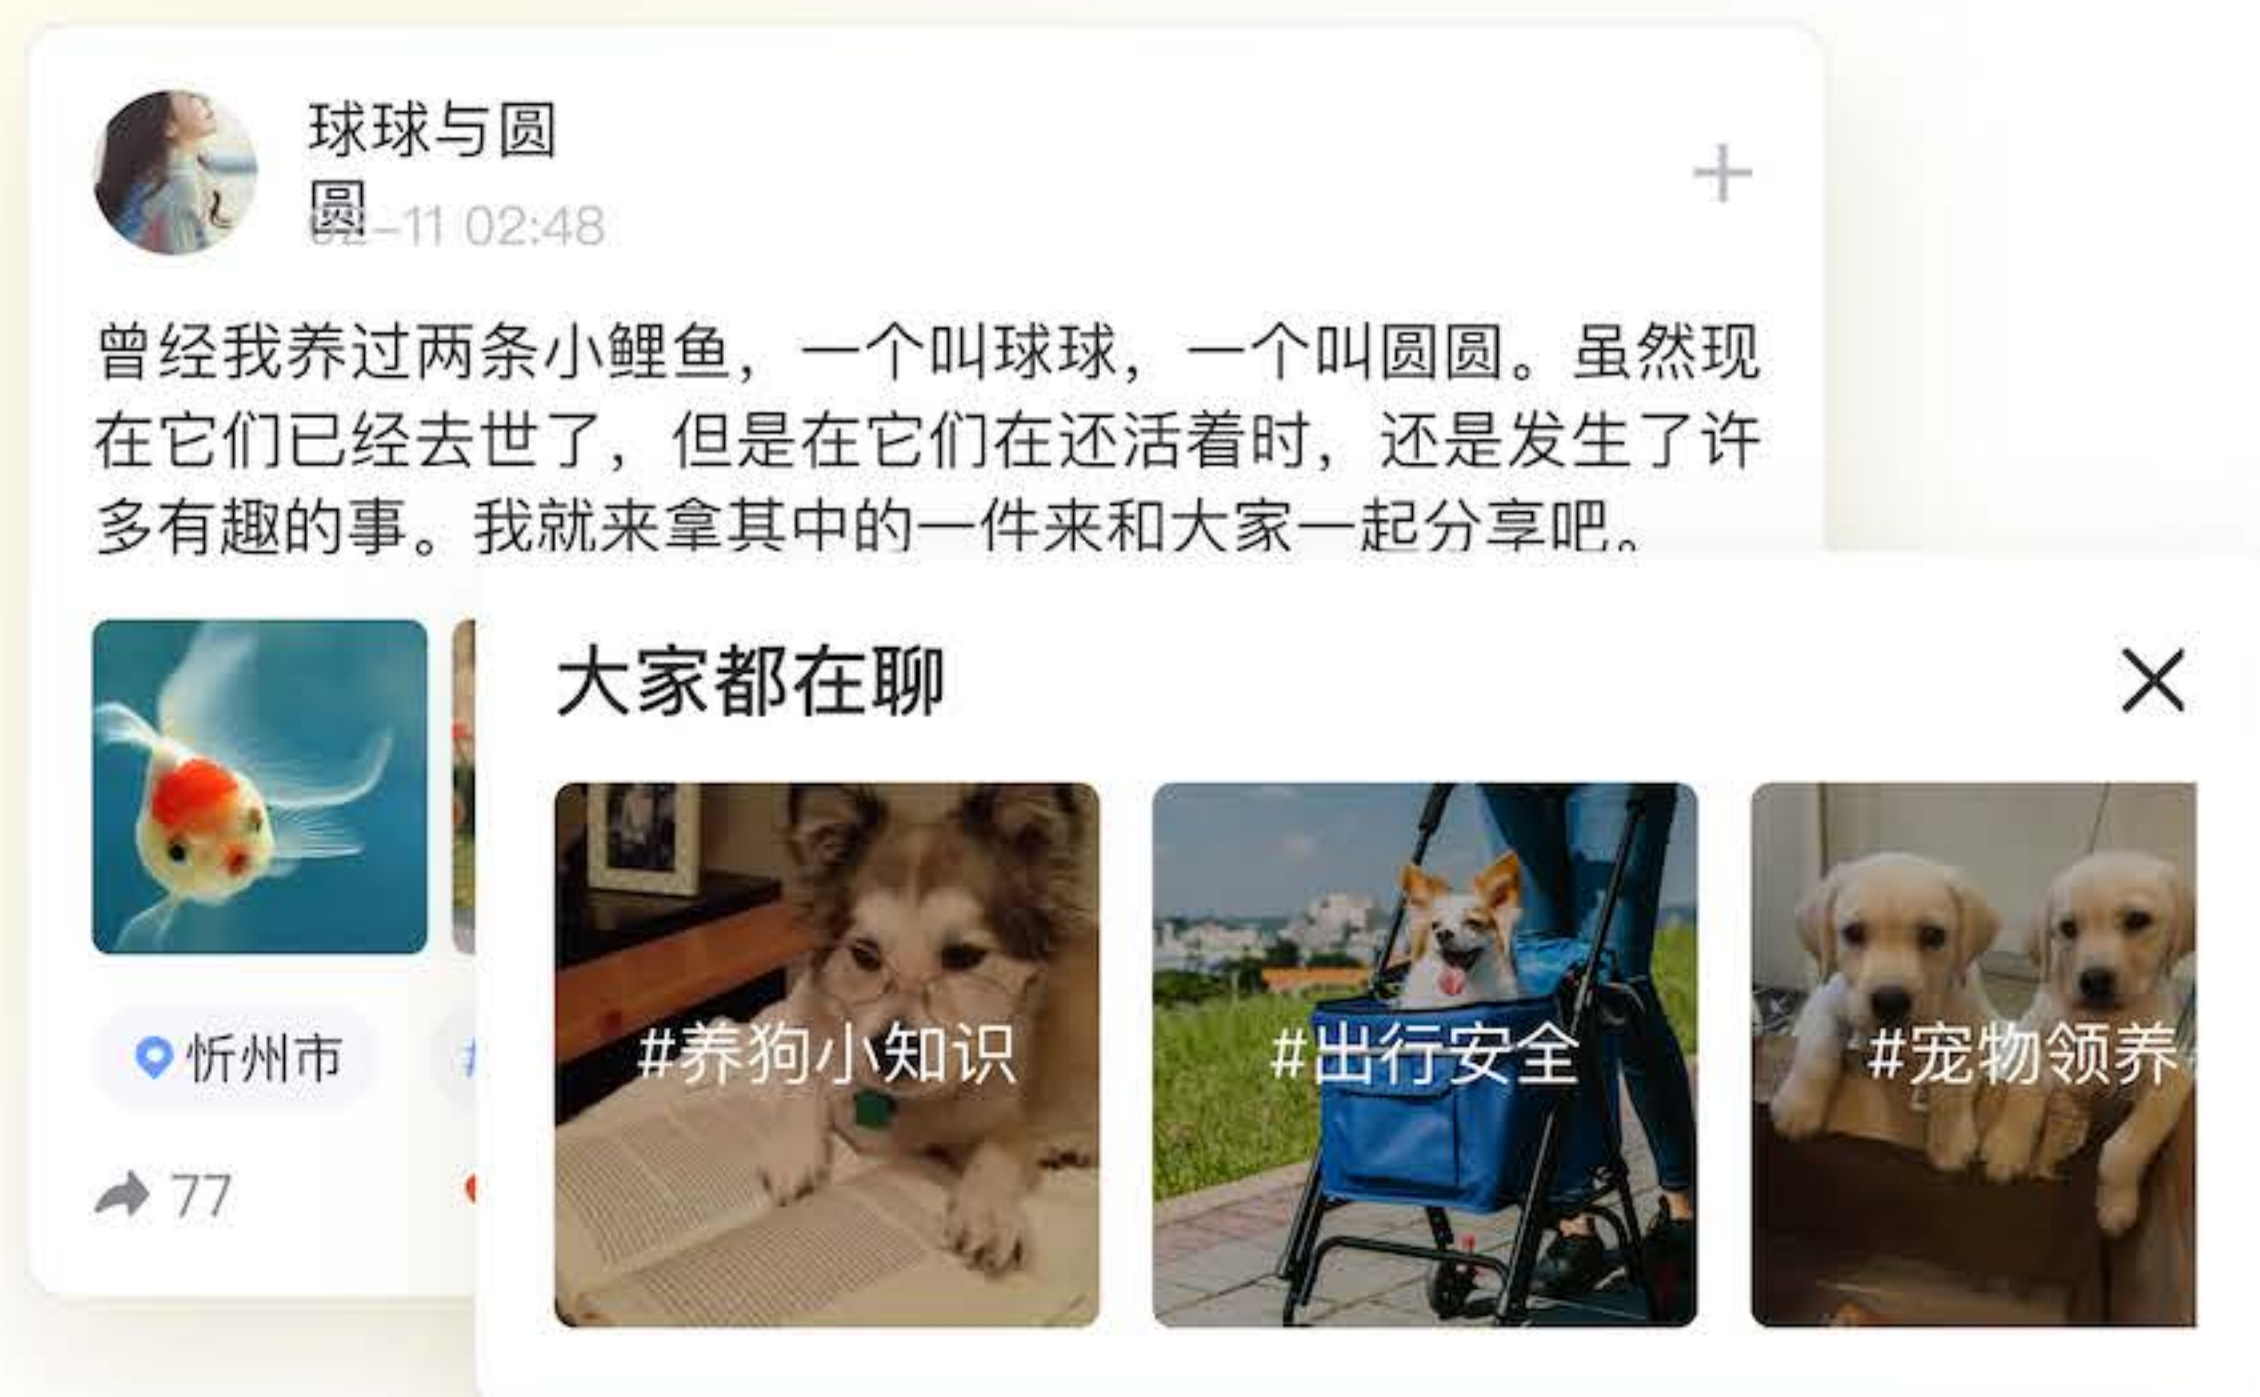 球球与圆
圆
02-11 02:48
曾经我养过两条小鲤鱼，一个叫球球，一个叫圆圆。虽然现
在它们已经去世了，但是在它们在还活着时，还是发生了许
多有趣的事。我就来拿其中的一件来和大家一起分享吧。
大家都在聊
#养狗小知识
#出行安全
#宠物领养
忻州市
#
77